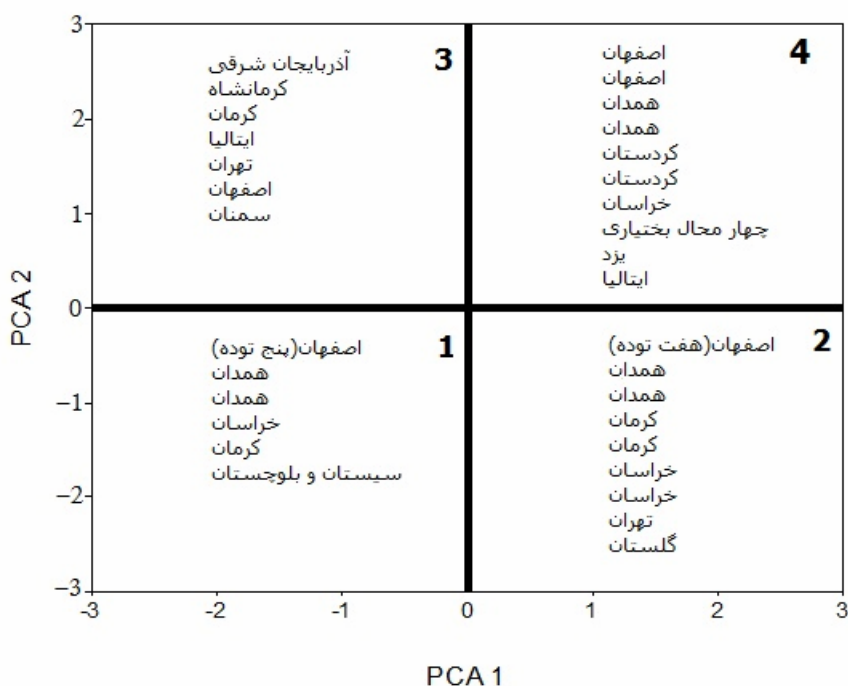 3
2
1
0
−1
−2
−3
PCA 2
3
آذربایجان شرقی
کرمانشاه
کرمان
ایتالیا
تهران
اصفهان
سمنان
4
اصفهان
اصفهان
همدان
همدان
کردستان
کردستان
خراسان
چهار محال بختیاری
یزد
ایتالیا
1
اصفهان(پنج توده)
همدان
همدان
خراسان
کرمان
سیستان و بلوچستان
2
اصفهان(هفت توده)
همدان
همدان
کرمان
کرمان
خراسان
خراسان
تهران
گلستان
-3 -2 -1 0 1 2 3
PCA 1